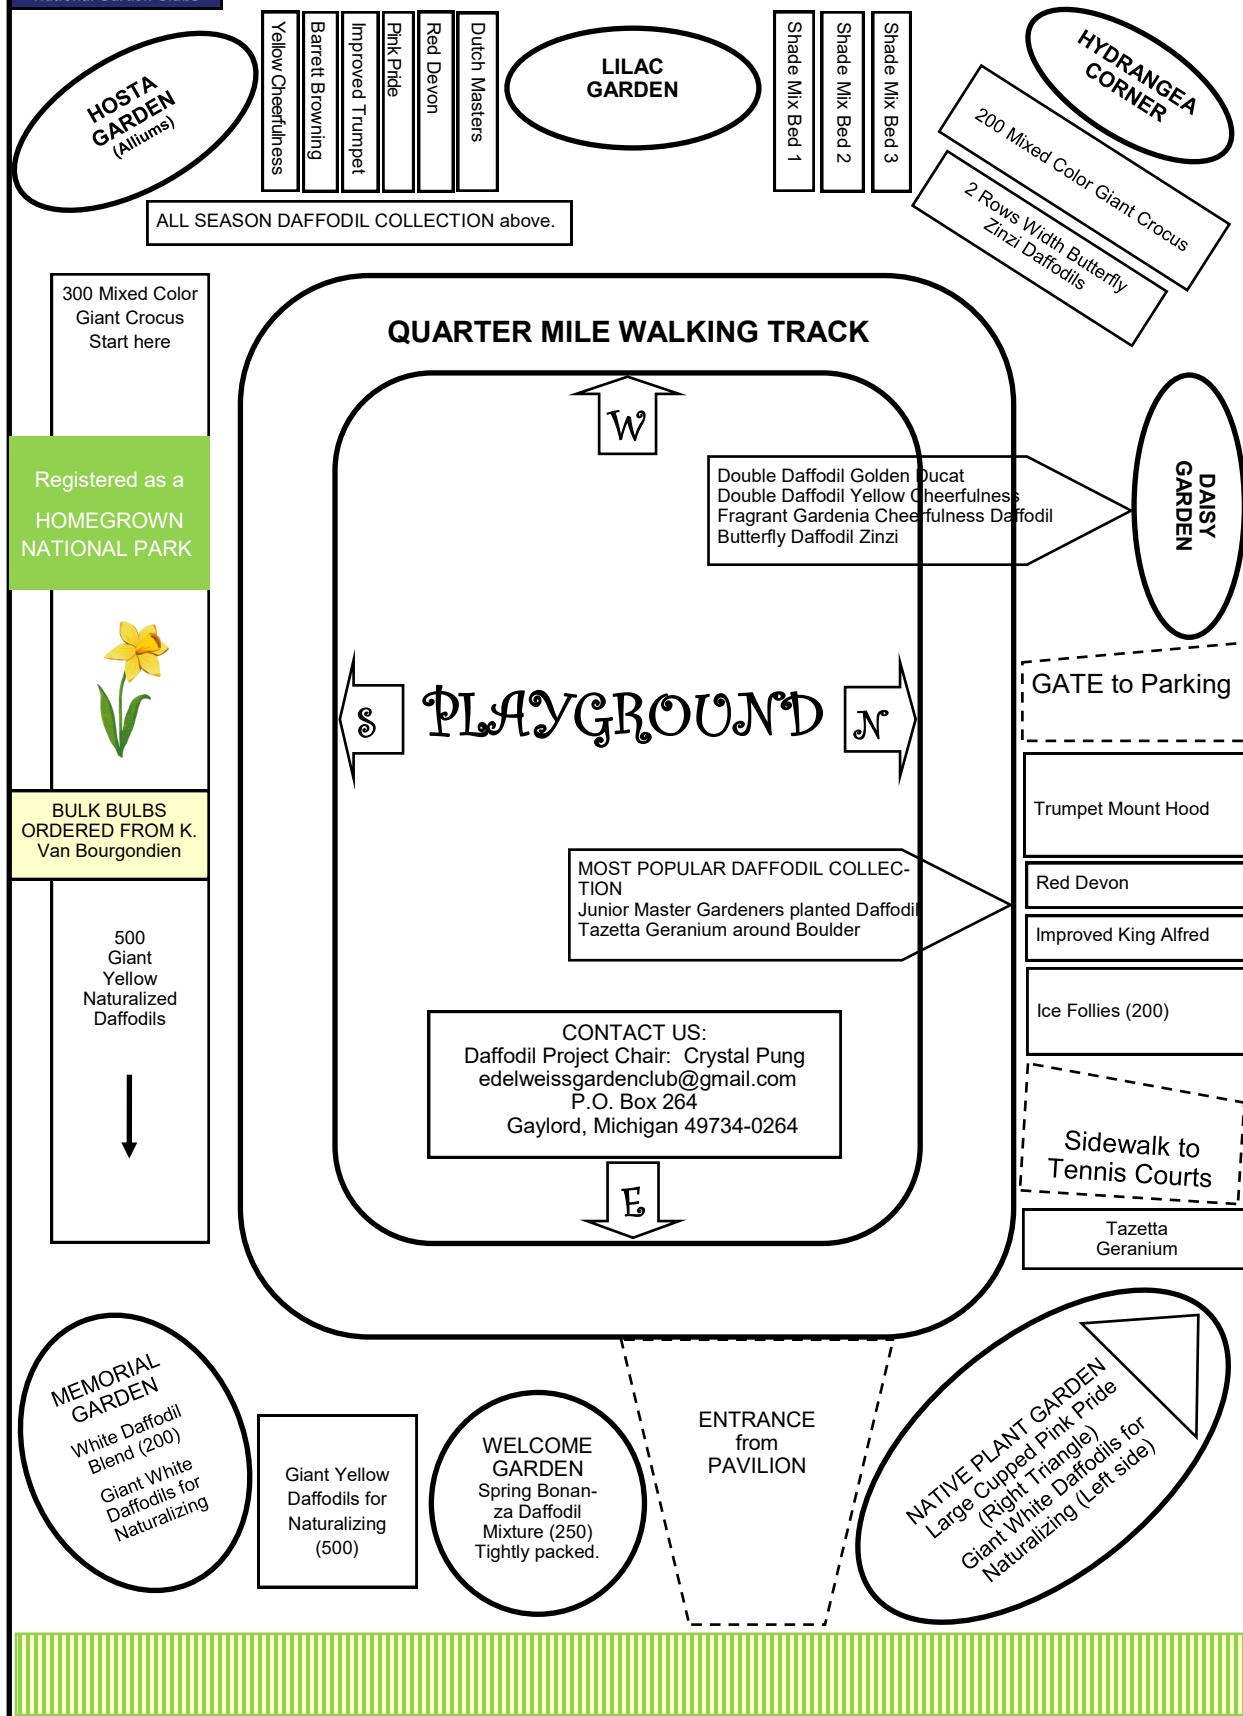 National Garden Clubs
HOSTA
GARDEN
(Alliums)
Yellow Cheerfulness
Barrett Browning
Improved Trumpet
Pink Pride
Red Devon
Dutch Masters
LILAC
GARDEN
Shade Mix Bed 1
Shade Mix Bed 2
Shade Mix Bed 3
HYDRANGEA
CORNER
200 Mixed Color Giant Crocus
2 Rows Width Butterfly
Zinzi Daffodils
ALL SEASON DAFFODIL COLLECTION above.
300 Mixed Color
Giant Crocus
Start here
QUARTER MILE WALKING TRACK
W
Registered as a
HOMEGROWN
NATIONAL PARK
Double Daffodil Golden Ducat
Double Daffodil Yellow Cheerfulness
Fragrant Gardenia Cheerfulness Daffodil
Butterfly Daffodil Zinzi
DAISY
GARDEN
GATE to Parking
S
PLAYGROUND
N
BULK BULBS
ORDERED FROM K.
Van Bourgondien
Trumpet Mount Hood
Red Devon
Improved King Alfred
Ice Follies (200)
MOST POPULAR DAFFODIL COLLEC-
TION
Junior Master Gardeners planted Daffodil
Tazetta Geranium around Boulder
500
Giant
Yellow
Naturalized
Daffodils
CONTACT US:
Daffodil Project Chair: Crystal Pung
edelweissgardenclub@gmail.com
P.O. Box 264
Gaylord, Michigan 49734-0264
E
Sidewalk to
Tennis Courts
Tazetta
Geranium
MEMORIAL
GARDEN
White Daffodil
Blend (200)
Giant White
Daffodils for
Naturalizing
Giant Yellow
Daffodils for
Naturalizing
(500)
WELCOME
GARDEN
Spring Bonan-
za Daffodil
Mixture (250)
Tightly packed.
ENTRANCE
from
PAVILION
NATIVE PLANT GARDEN
Large Cupped Pink Pride
(Right Triangle)
Giant White Daffodils for
Naturalizing (Left side)